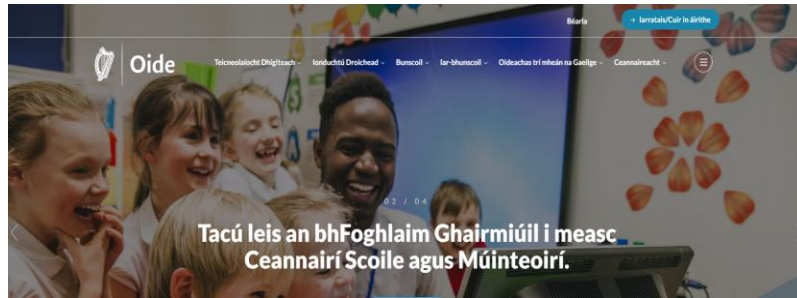 Béarla
→ Iarratais/Cuir in áirithe
Oide
Teicneolaíocht Dhigiteach
Ionduchtú Droichead
Bunscoil
Iar-bhunscoil
Oideachas trí mheán na Gaeilge
Ceannaireacht
02 / 04
Tacú leis an bhFoghlaim Ghairmiúil i measc
Ceannairí Scoile agus Múinteoirí.